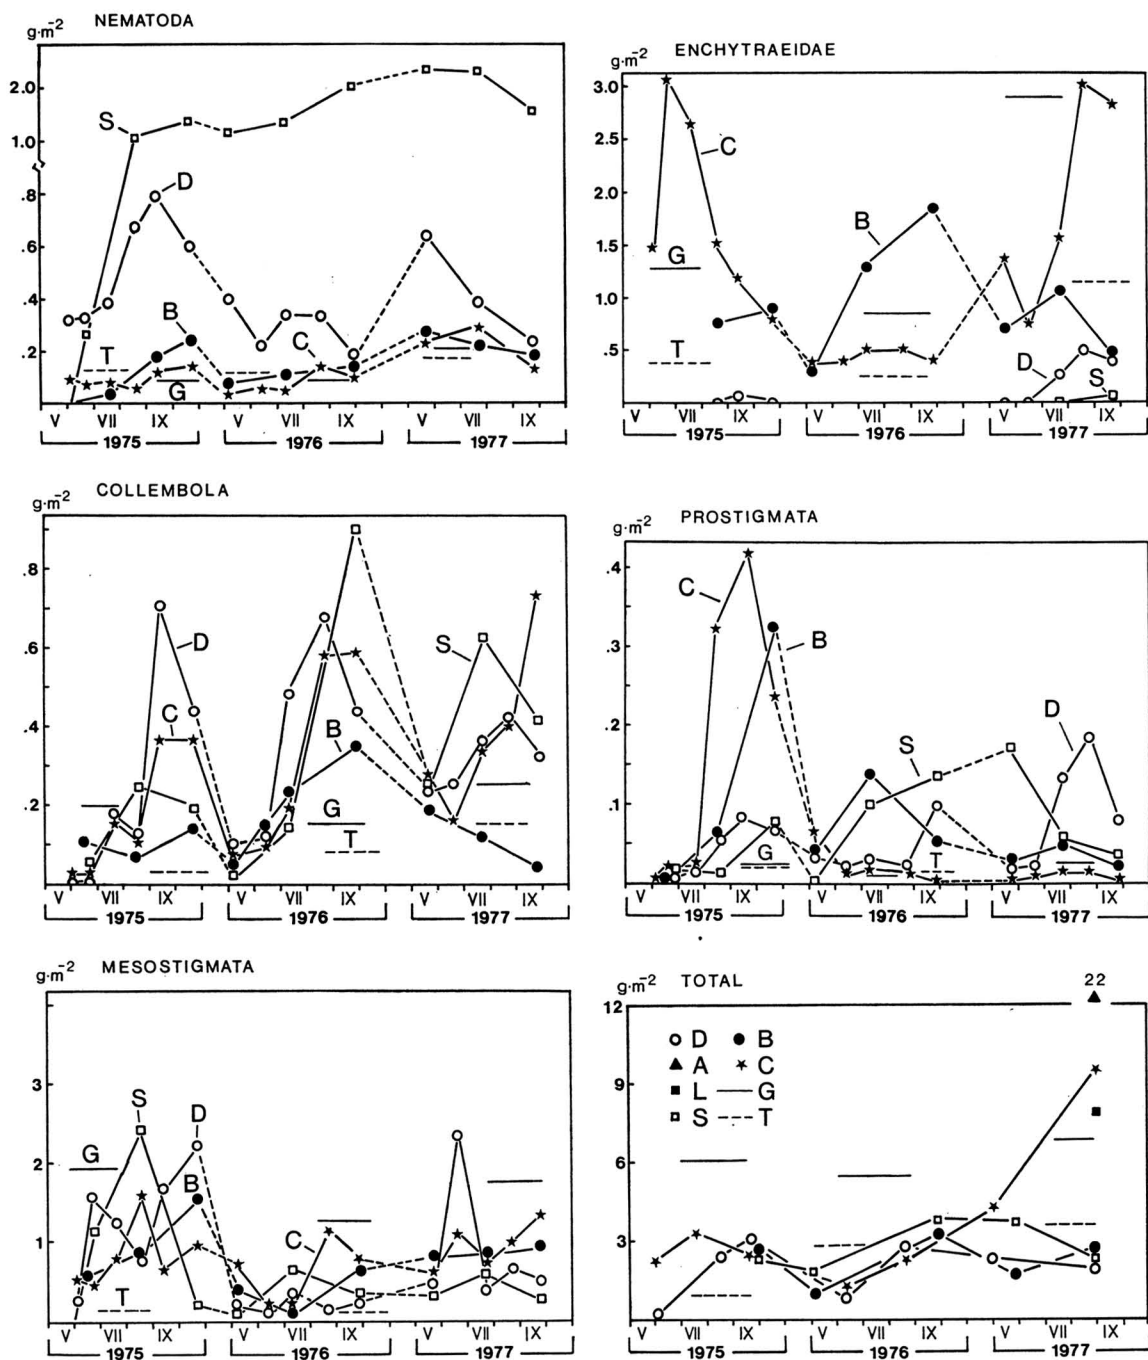 g·m-2 NEMATODA
2.0
1.0
.8
.6
.4
.2
S
D
B
C
T
G
V VII IX V VII IX V VII IX
1975 1976 1977
g·m-2 ENCHYTRAEIDAE
3.0
2.5
2.0
1.5
1.0
.5
C
B
G
T
D
S
V VII IX V VII IX V VII IX
1975 1976 1977
g·m-2 COLLEMBOLA
.8
.6
.4
.2
D
C
B
G
T
S
V VII IX V VII IX V VII IX
1975 1976 1977
g·m-2 PROSTIGMATA
.4
.3
.2
.1
C
B
S
D
G
T
V VII IX V VII IX V VII IX
1975 1976 1977
g·m-2 MESOSTIGMATA
3
2
1
S
D
G
B
T
C
V VII IX V VII IX V VII IX
1975 1976 1977
g·m-2 TOTAL
22
12
9
6
3
D B
A C
L G
S T
V VII IX V VII IX V VII IX
1975 1976 1977